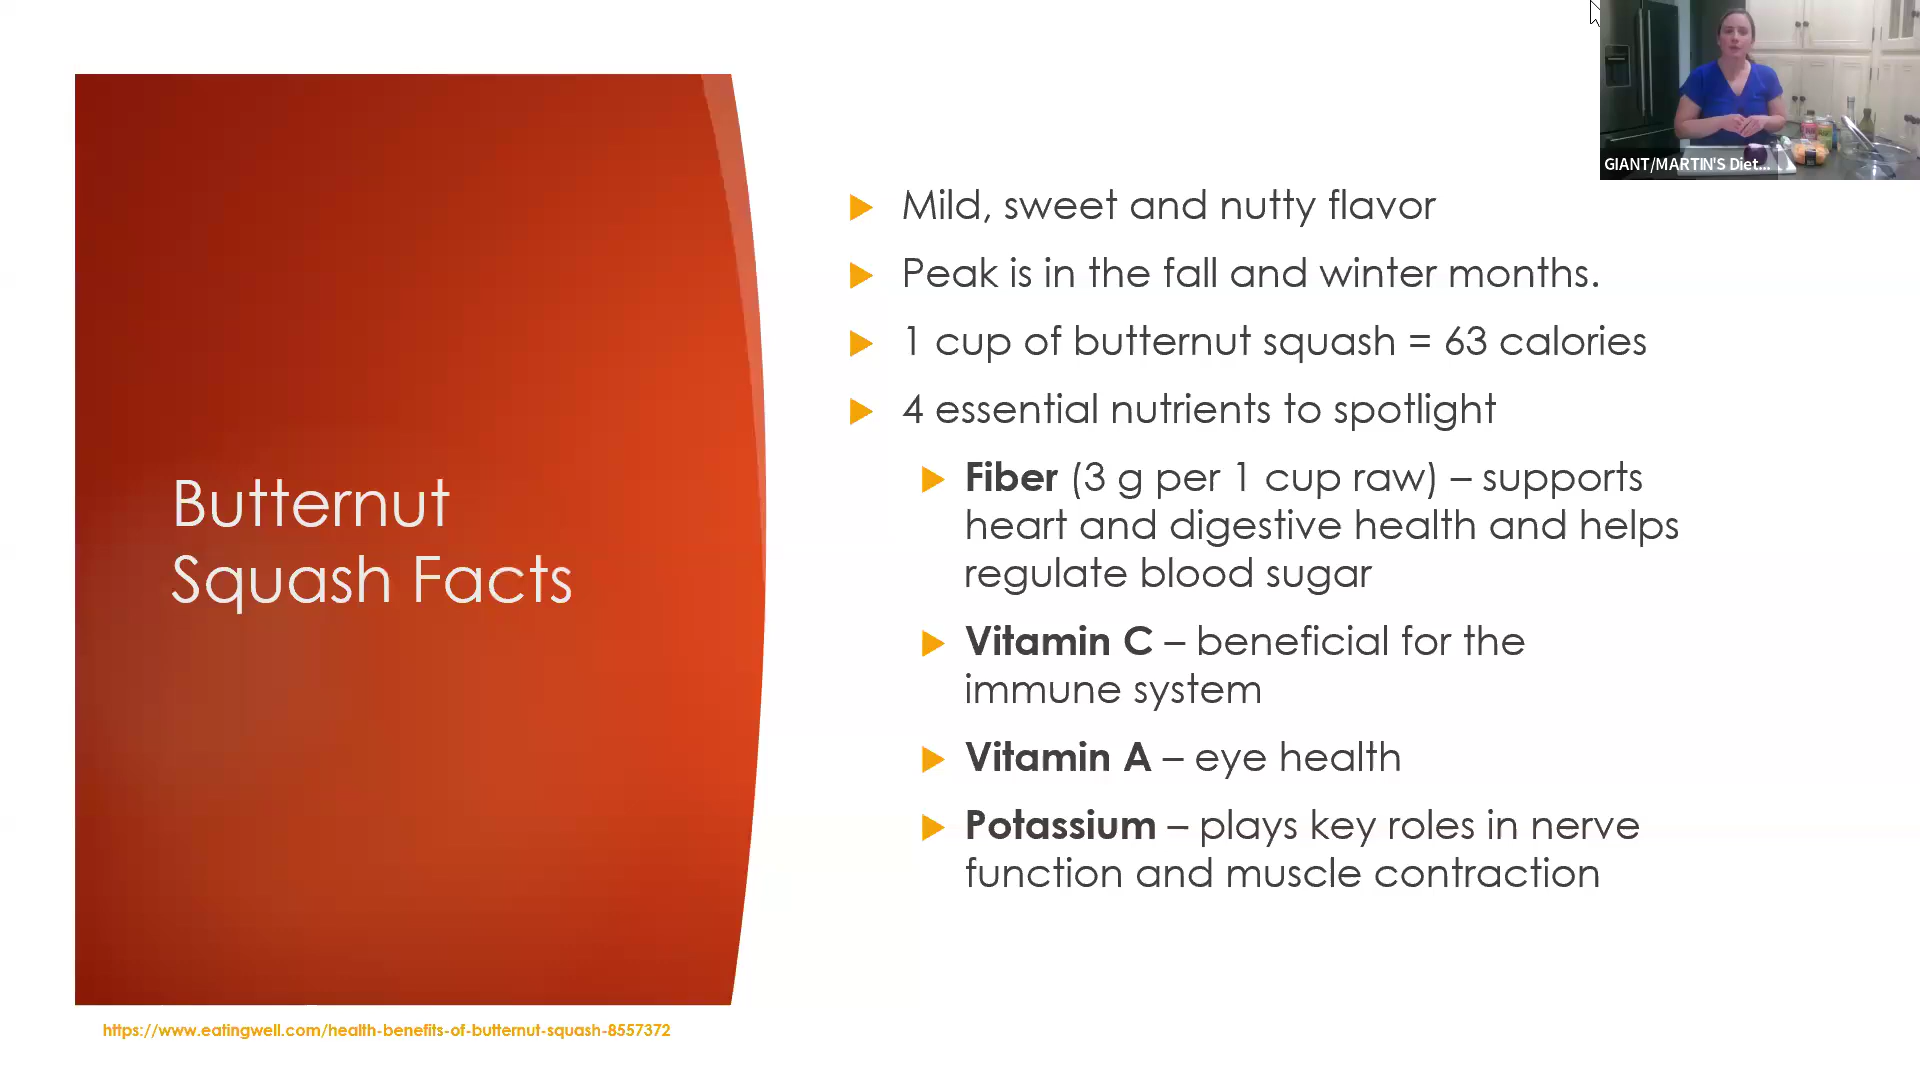 GIANT/MARTIN'S Diet...
Butternut
Squash Facts
Mild, sweet and nutty flavor
Peak is in the fall and winter months.
1 cup of butternut squash = 63 calories
4 essential nutrients to spotlight
Fiber (3 g per 1 cup raw) – supports
heart and digestive health and helps
regulate blood sugar
Vitamin C – beneficial for the
immune system
Vitamin A – eye health
Potassium – plays key roles in nerve
function and muscle contraction
https://www.eatingwell.com/health-benefits-of-butternut-squash-8557372